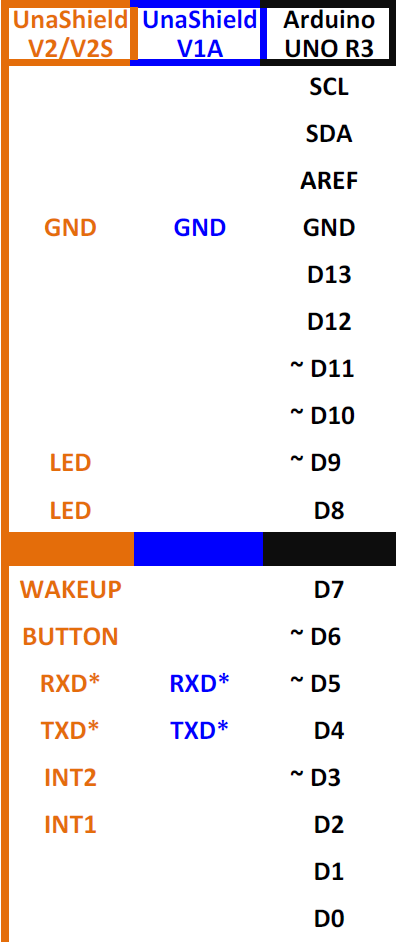 UnaShield UnaShield Arduino
V2/V2S V1A UNO R3
SCL
SDA
AREF
GND GND GND
D13
D12
~ D11
~ D10
LED ~ D9
LED D8
WAKEUP D7
BUTTON ~ D6
RXD* RXD* ~ D5
TXD* TXD* D4
INT2 ~ D3
INT1 D2
D1
D0